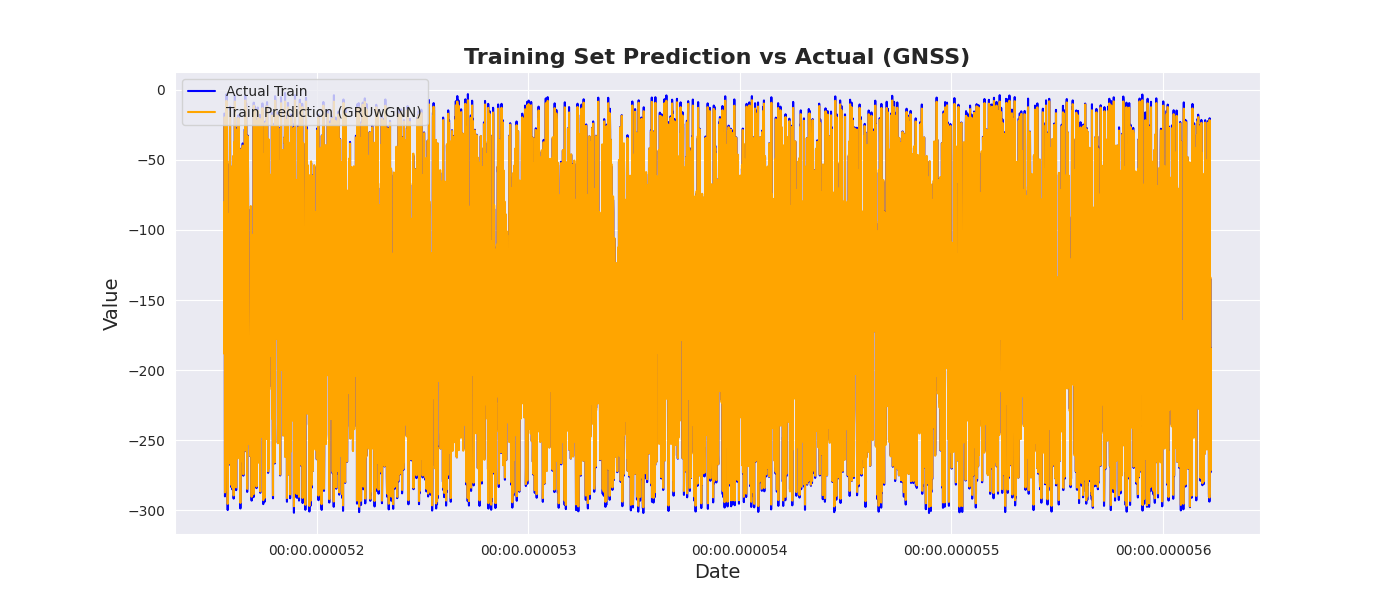 Training Set Prediction vs Actual (GNSS)
Actual Train
Train Prediction (GRUwGNN)
Value
0
−50
−100
−150
−200
−250
−300
00:00.000052
00:00.000053
00:00.000054
00:00.000055
00:00.000056
Date